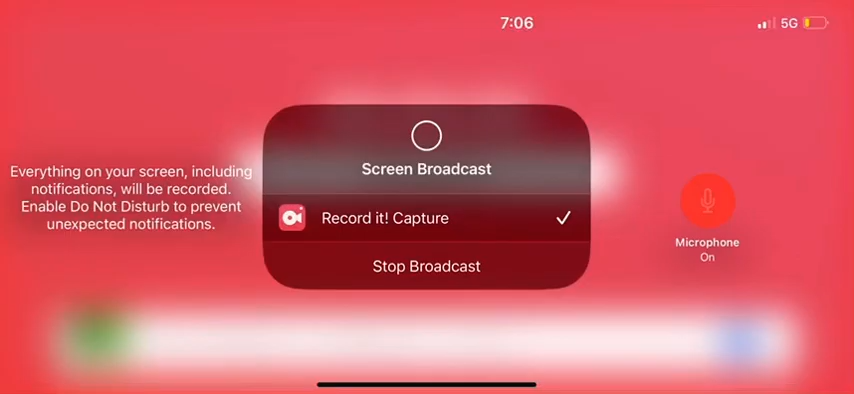 7:06
5G
Screen Broadcast
Everything on your screen, including
notifications, will be recorded.
Enable Do Not Disturb to prevent
unexpected notifications.
Record it! Capture
Stop Broadcast
Microphone
On